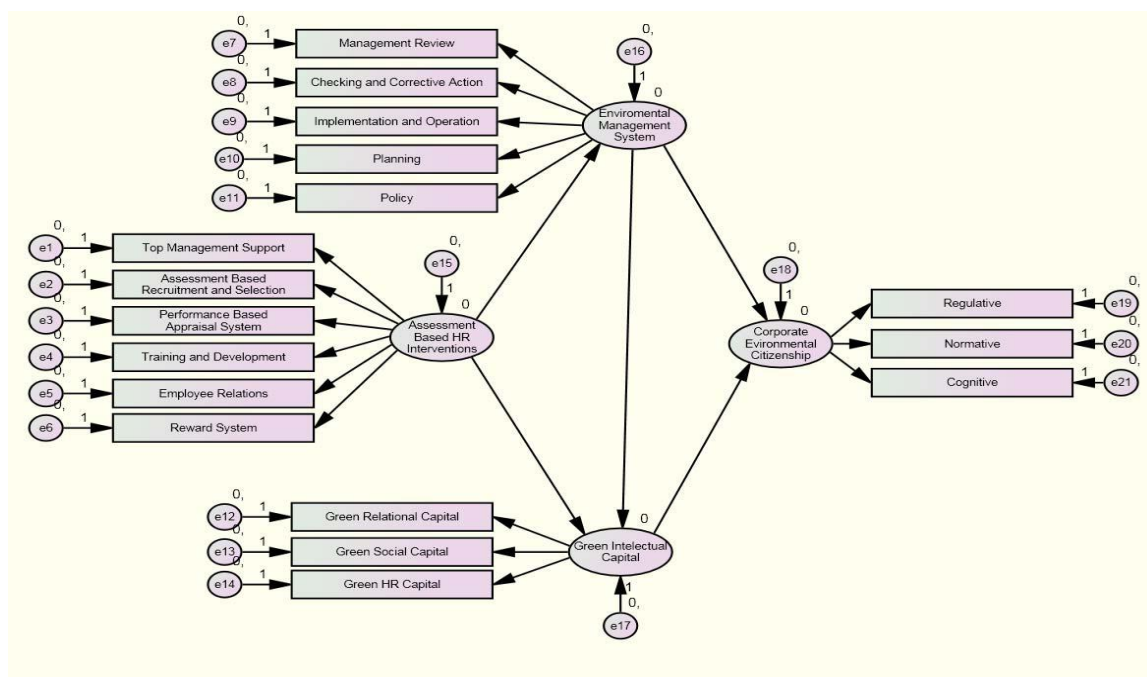 0,
e7
1
Management Review
0,
e8
1
Checking and Corrective Action
0,
e9
1
Implementation and Operation
0,
e10
1
Planning
0,
e11
1
Policy
0,
e16
1
0
Enviromental
Management
System
0,
e1
1
Top Management Support
0,
e2
1
Assessment Based
Recruitment and Selection
0,
e3
1
Performance Based
Appraisal System
0,
e4
1
Training and Development
0,
e5
1
Employee Relations
0,
e6
1
Reward System
0,
e15
1
0
Assessment
Based HR
Interventions
0,
e18
1
0
Corporate
Evironmental
Citizenship
Regulative
1
0,
e19
Normative
1
0,
e20
Cognitive
1
0,
e21
0,
e12
1
Green Relational Capital
0,
e13
1
Green Social Capital
0,
e14
1
Green HR Capital
0
Green Intelectual
Capital
1
0,
e17